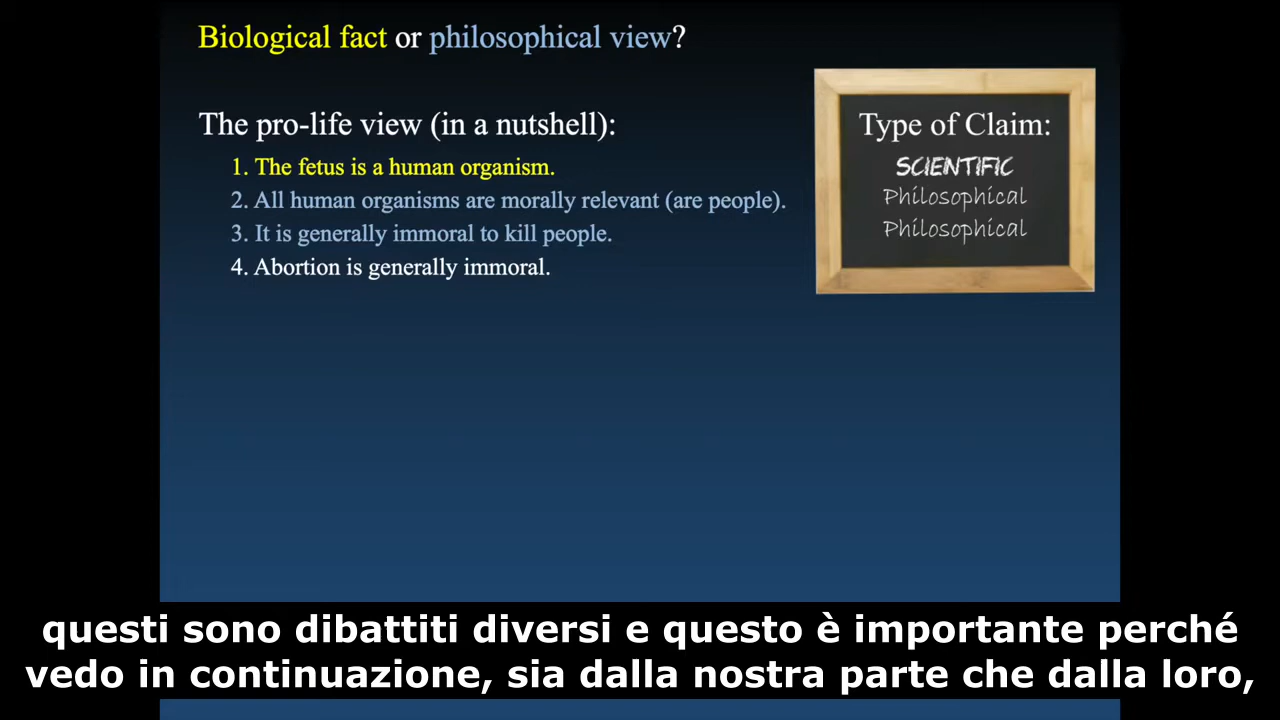 Biological fact or philosophical view?
The pro-life view (in a nutshell):
1. The fetus is a human organism.
2. All human organisms are morally relevant (are people).
3. It is generally immoral to kill people.
4. Abortion is generally immoral.
Type of Claim:
SCIENTIFIC
Philosophical
Philosophical
questi sono dibattiti diversi e questo è importante perché
vedo in continuazione, sia dalla nostra parte che dalla loro,